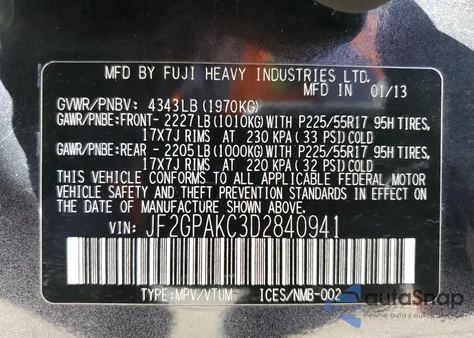 MFD BY FUJI HEAVY INDUSTRIES LTD.
IN 01/13
GVWR/PNBV: 4343LB(1970KG)
GAWR/PNBE:FRONT- 2227LB(1010KG)WITH P225/55R17 95H TIRES,
17X7J RIMS AT 230 KPA(33 PSI)COLD
GAWR/PNBE:REAR - 2205LB(1000KG)WITH P225/55R17 95H TIRES,
17X7J RIMS AT 220 KPA(32 PSI)COLD
THIS VEHICLE CONFORMS TO ALL APPLICABLE FEDERAL MOTOR
VEHICLE SAFETY AND THEFT PREVENTION STANDARDS IN
EFFECT ON THE DATE OF MANUFACTURE SHOWN ABOVE.
VIN: JF2GPAKC3D2840941
TYPE:MPV/VTUM ICES/NMB-002
autoSnap
Pewne auto z USA